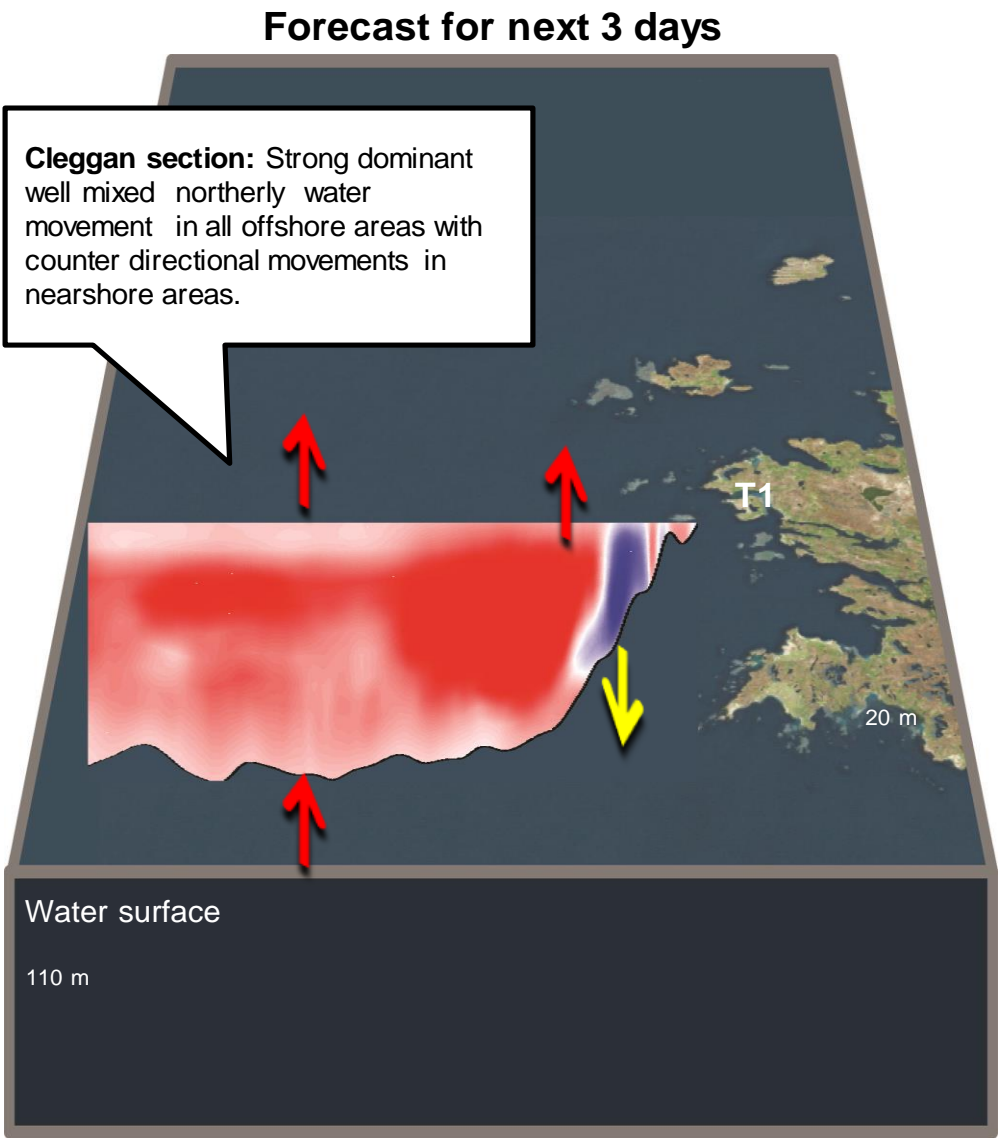 Forecast for next 3 days
Cleggan section: Strong dominant
well mixed northerly water
movement in all offshore areas with
counter directional movements in
nearshore areas.
T1
20 m
Water surface
110 m